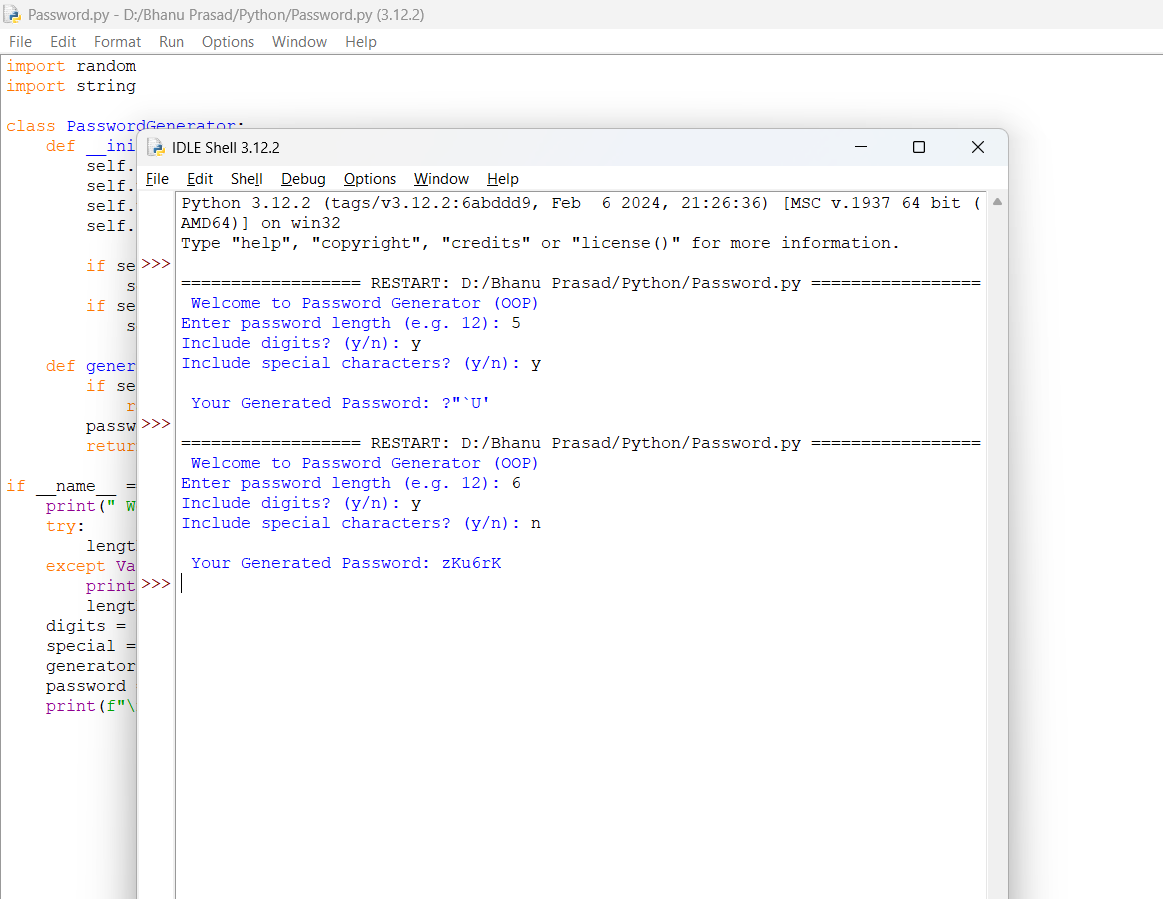 Password.py - D:/Bhanu Prasad/Python/Password.py (3.12.2)
File Edit Format Run Options Window Help
import random
import string
class PasswordGenerator:
def __ini
self.
self.
self.
self.
if se
s
if se
s
def gener
if se
r
passw
retur
if __name__ =
print(" W
try:
lengt
except Va
print
lengt
digits =
special =
generator
password
print(f"\
IDLE Shell 3.12.2
File Edit Shell Debug Options Window Help
Python 3.12.2 (tags/v3.12.2:6abddd9, Feb  6 2024, 21:26:36) [MSC v.1937 64 bit (
AMD64)] on win32
Type "help", "copyright", "credits" or "license()" for more information.
>>>
================== RESTART: D:/Bhanu Prasad/Python/Password.py =================
Welcome to Password Generator (OOP)
Enter password length (e.g. 12): 5
Include digits? (y/n): y
Include special characters? (y/n): y
Your Generated Password: ?"`U'
>>>
================== RESTART: D:/Bhanu Prasad/Python/Password.py =================
Welcome to Password Generator (OOP)
Enter password length (e.g. 12): 6
Include digits? (y/n): y
Include special characters? (y/n): n
Your Generated Password: zKu6rK
>>>